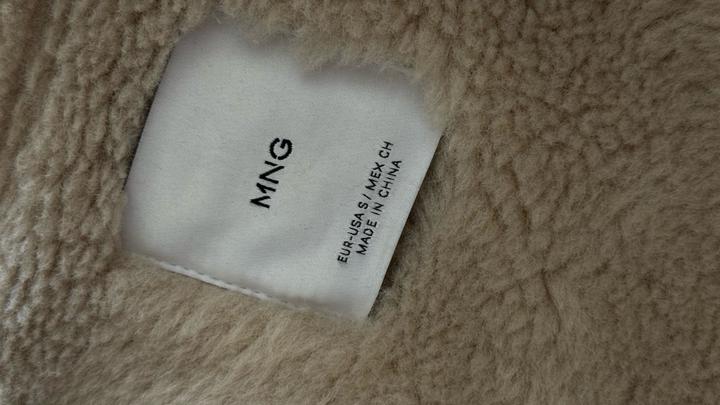 MNG
EUR-USA S / MEX CH
MADE IN CHINA